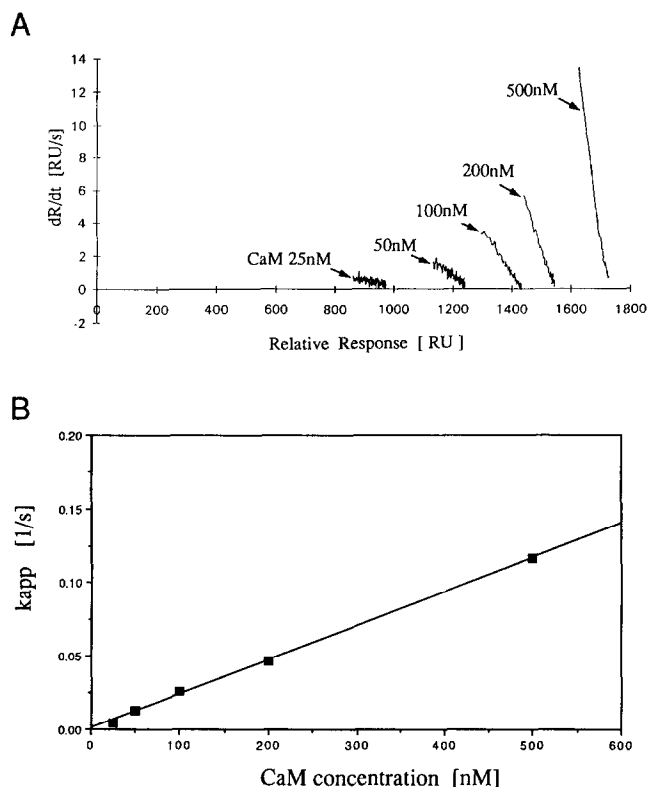 A
14
12
10
8
6
4
2
0
-2
dR/dt [RU/s]
500nM
200nM
100nM
50nM
CaM 25nM
0 200 400 600 800 1000 1200 1400 1600 1800
Relative Response [ RU ]
B
0.20
0.15
0.10
0.05
0.00
kapp [1/s]
0 100 200 300 400 500 600
CaM concentration [nM]